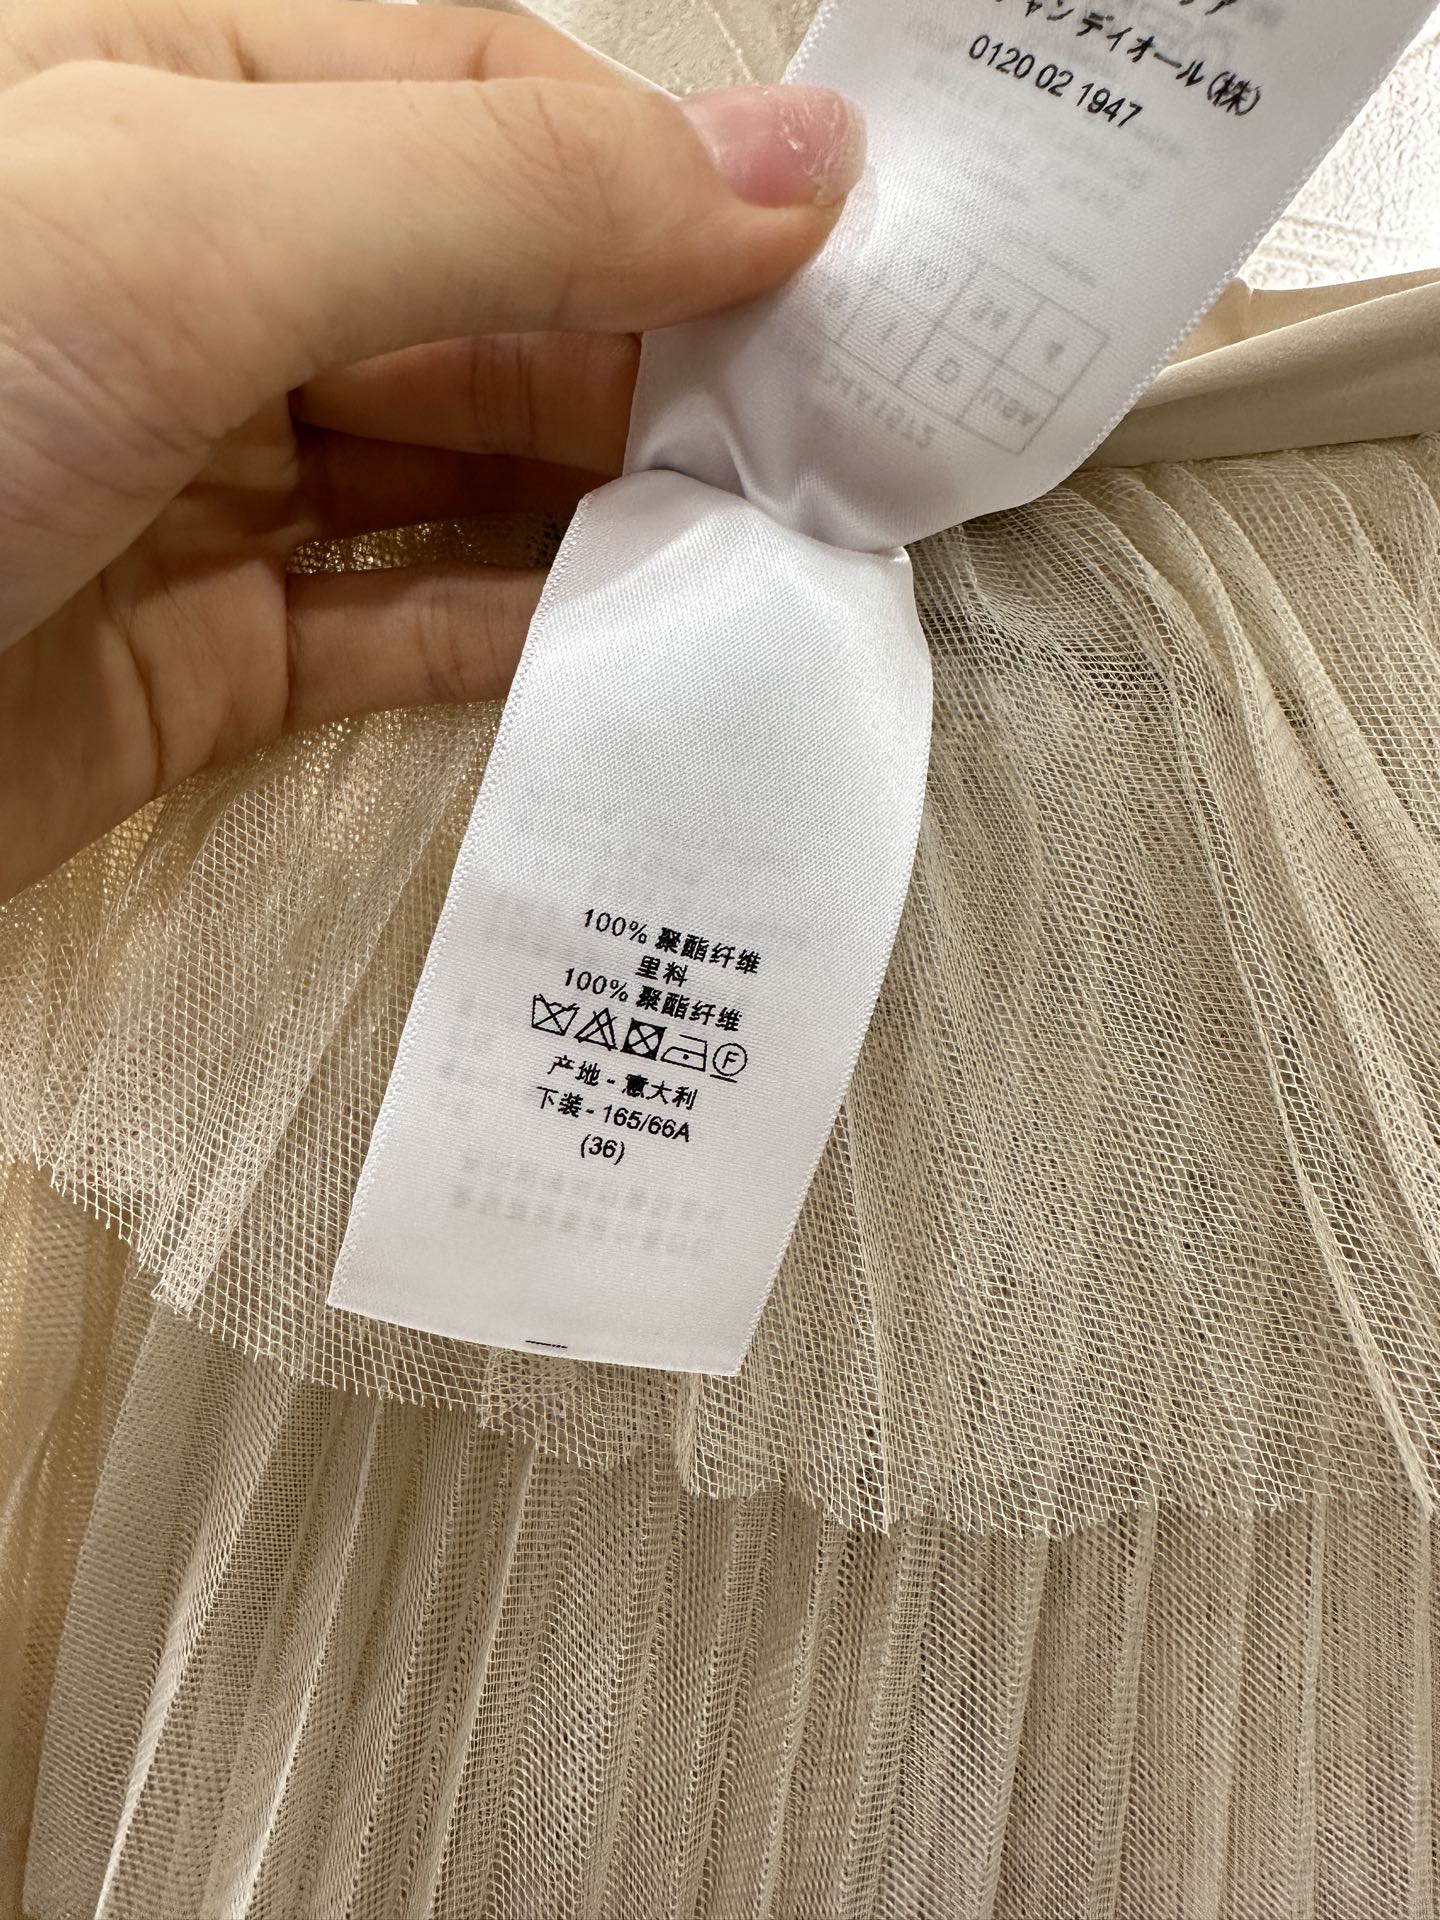 ャンディオール(株)
0120 02 1947
100% 聚酯纤维
里料
100% 聚酯纤维
F
产地 - 意大利
下装 - 165/66A
(36)